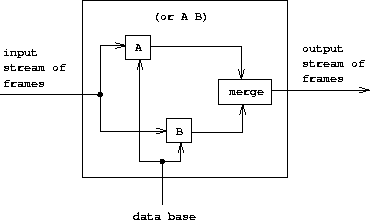 (or A B)
input
stream of
frames
A
output
stream of
frames
merge
B
data base